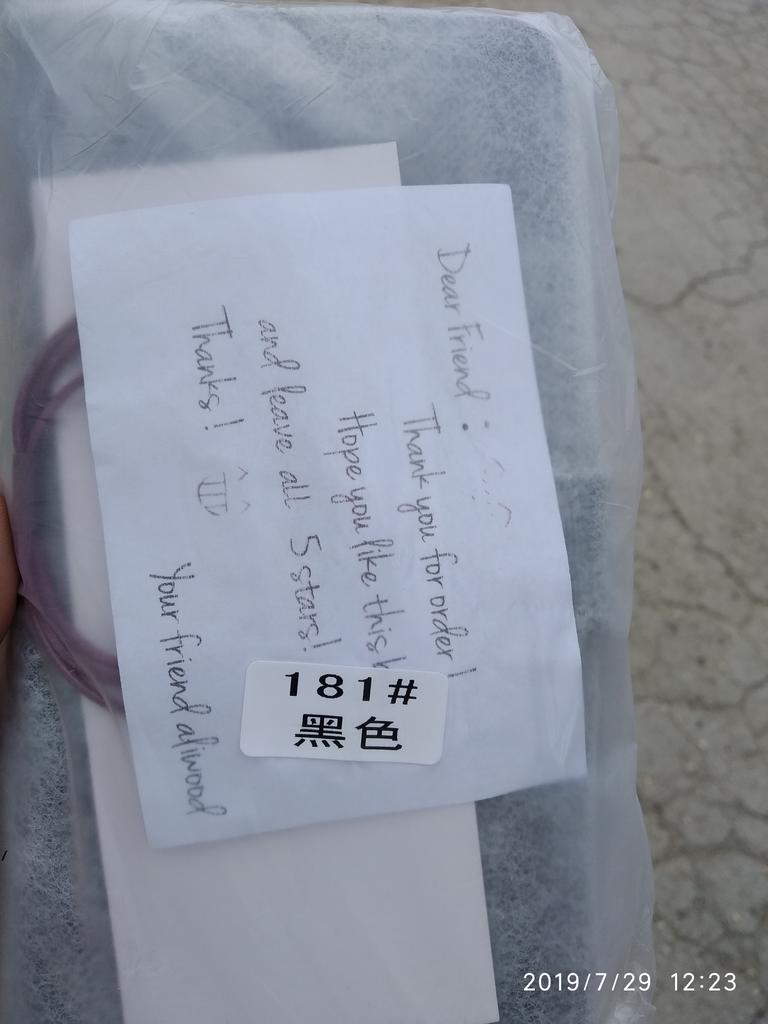 Dear Friend :
Thank you for order!
Hope you like this
and leave all 5 stars!
Thanks!
Your friend aliwood
181#
黑色
2019/7/29 12:23